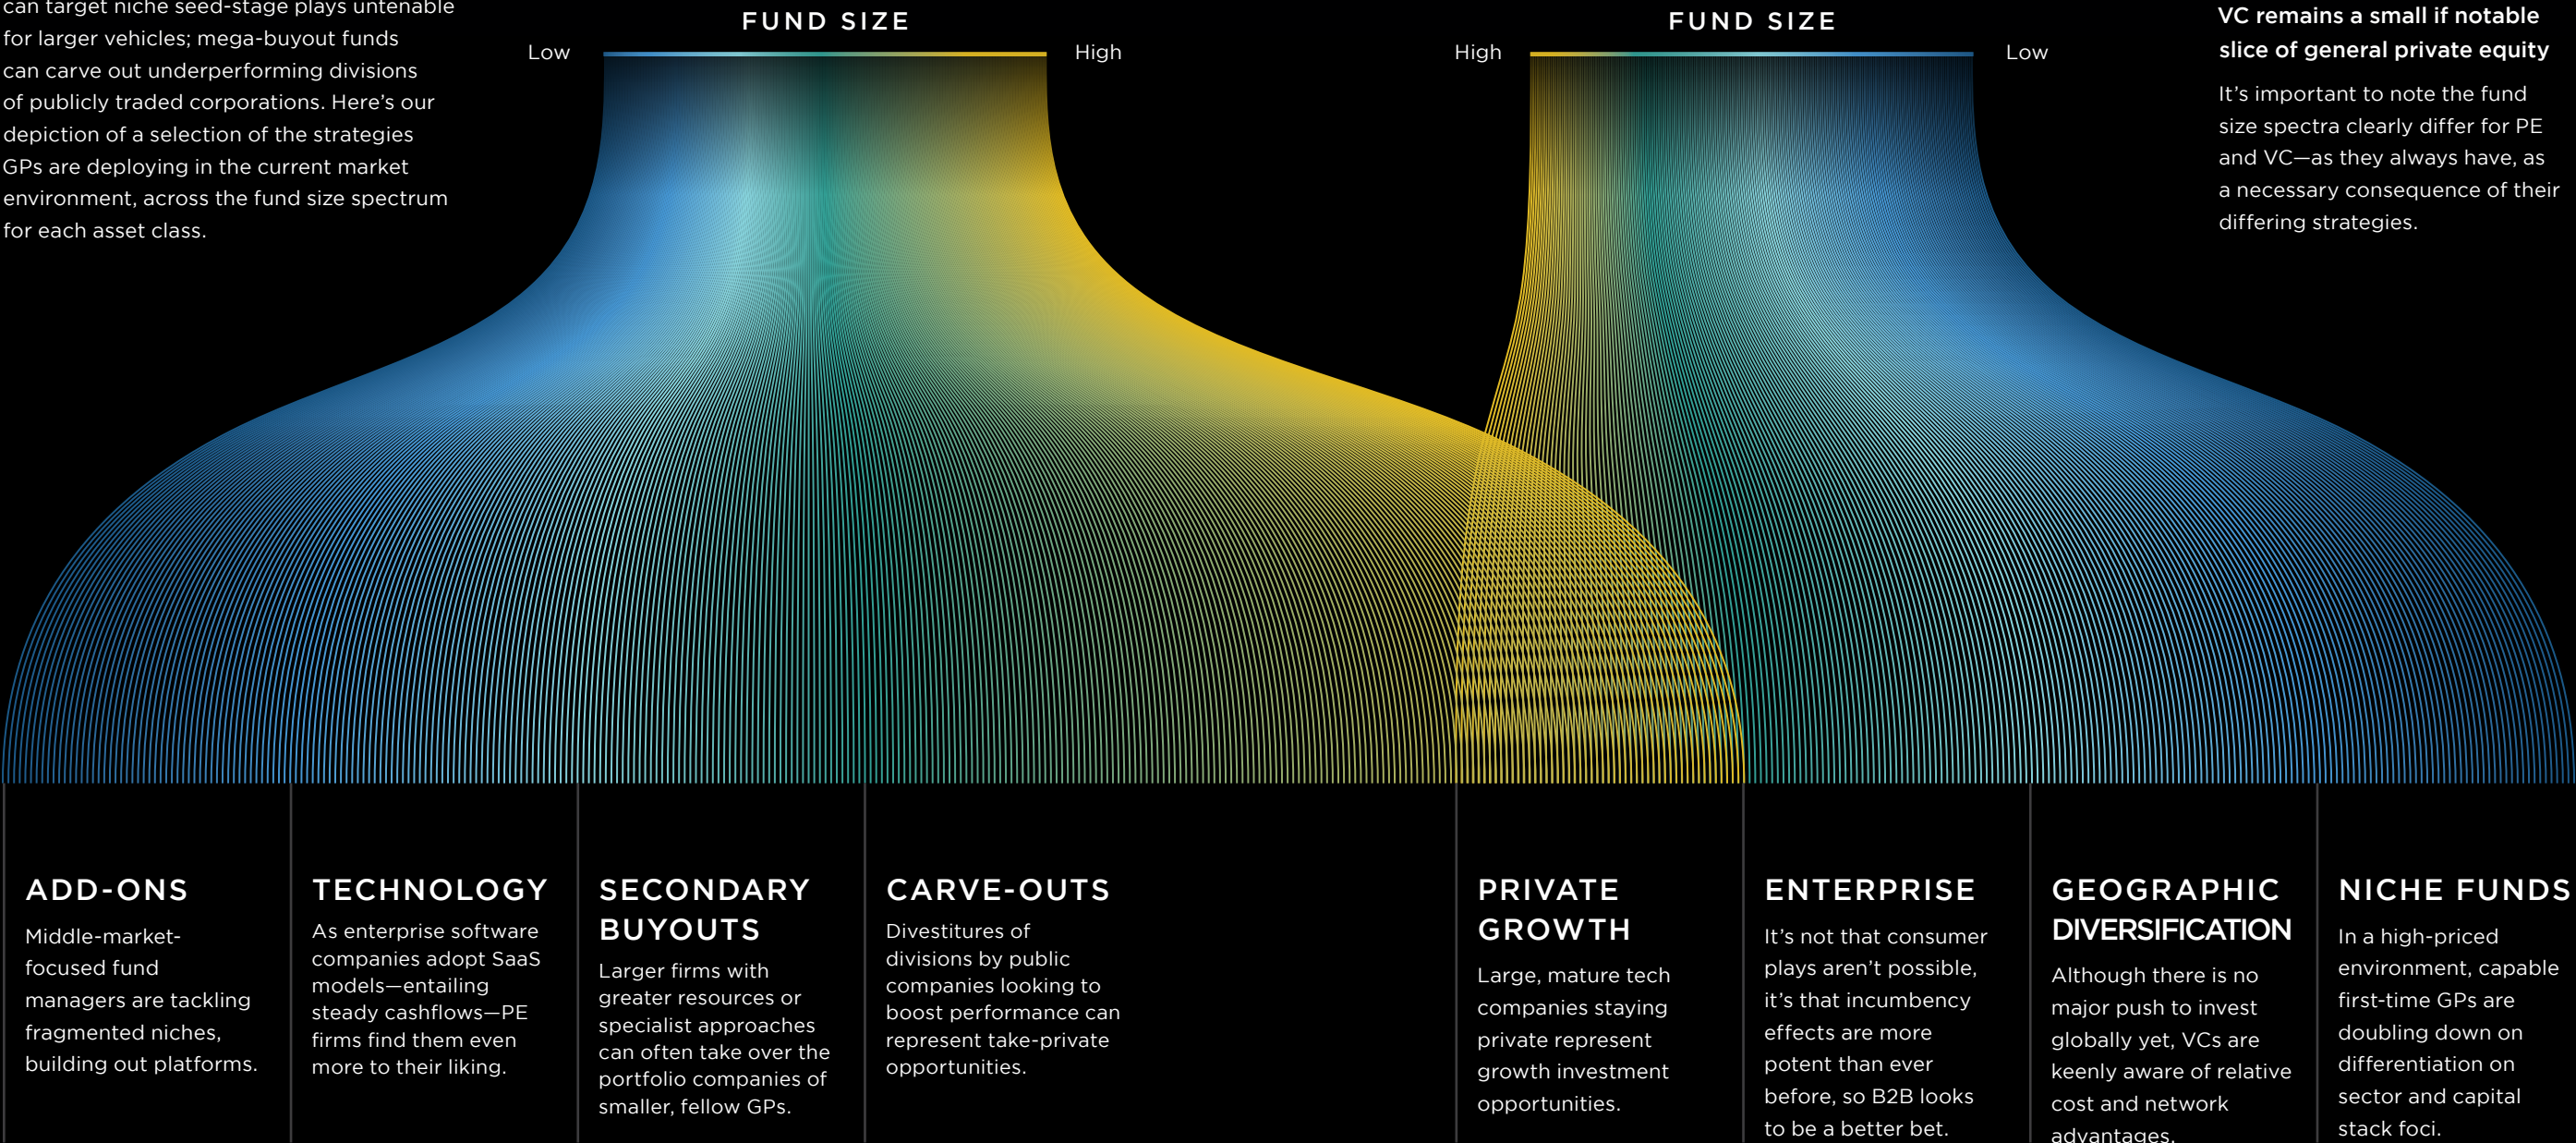 can target niche seed-stage plays untenable
for larger vehicles; mega-buyout funds
can carve out underperforming divisions
of publicly traded corporations. Here’s our
depiction of a selection of the strategies
GPs are deploying in the current market
environment, across the fund size spectrum
for each asset class.
FUND SIZE
Low
High
FUND SIZE
High
Low
VC remains a small if notable
slice of general private equity
It’s important to note the fund
size spectra clearly differ for PE
and VC—as they always have, as
a necessary consequence of their
differing strategies.
ADD-ONS
Middle-market-
focused fund
managers are tackling
fragmented niches,
building out platforms.
TECHNOLOGY
As enterprise software
companies adopt SaaS
models—entailing
steady cashflows—PE
firms find them even
more to their liking.
SECONDARY
BUYOUTS
Larger firms with
greater resources or
specialist approaches
can often take over the
portfolio companies of
smaller, fellow GPs.
CARVE-OUTS
Divestitures of
divisions by public
companies looking to
boost performance can
represent take-private
opportunities.
PRIVATE
GROWTH
Large, mature tech
companies staying
private represent
growth investment
opportunities.
ENTERPRISE
It’s not that consumer
plays aren’t possible,
it’s that incumbency
effects are more
potent than ever
before, so B2B looks
to be a better bet.
GEOGRAPHIC
DIVERSIFICATION
Although there is no
major push to invest
globally yet, VCs are
keenly aware of relative
cost and network
advantages.
NICHE FUNDS
In a high-priced
environment, capable
first-time GPs are
doubling down on
differentiation on
sector and capital
stack foci.